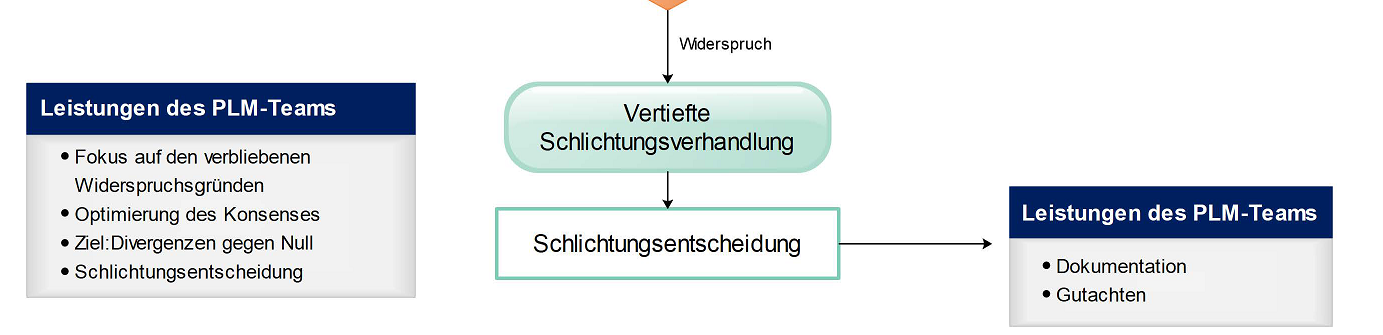 Widerspruch
Leistungen des PLM-Teams
• Fokus auf den verbliebenen
Widerspruchsgründen
• Optimierung des Konsenses
• Ziel:Divergenzen gegen Null
• Schlichtungsentscheidung
Vertiefte
Schlichtungsverhandlung
Schlichtungsentscheidung
Leistungen des PLM-Teams
• Dokumentation
• Gutachten